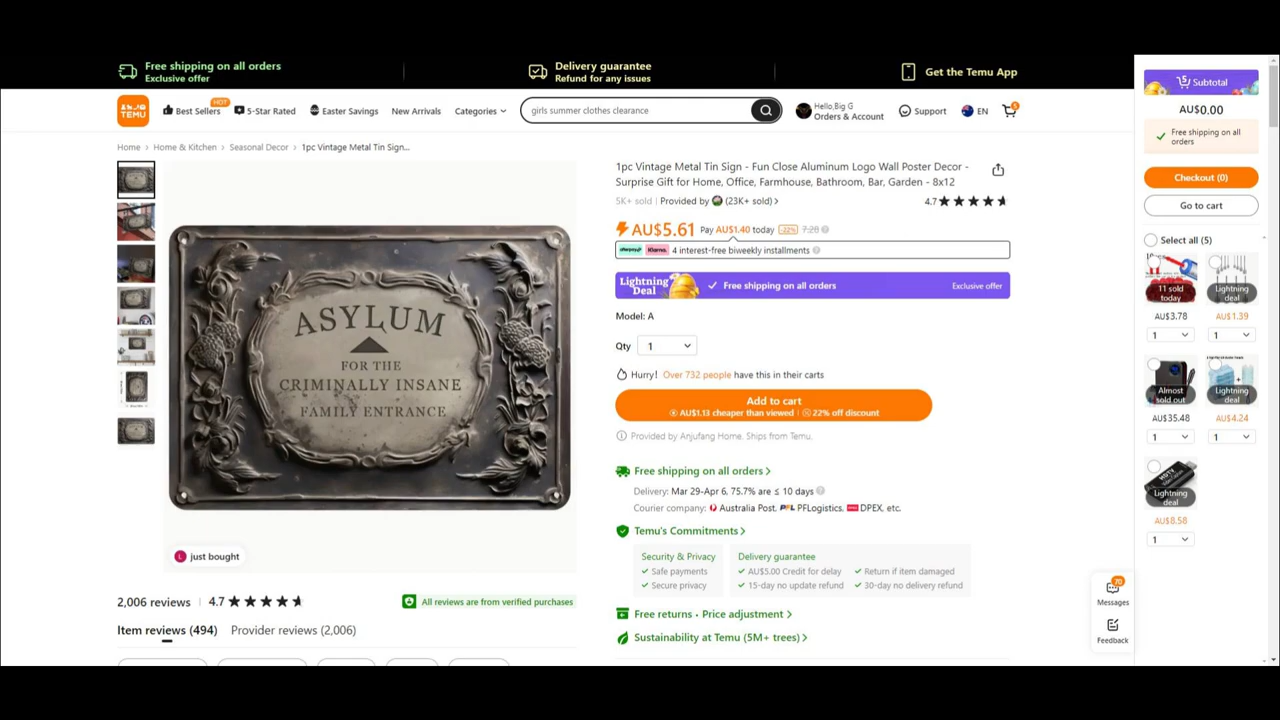 Free shipping on all orders
Exclusive offer
Delivery guarantee
Refund for any issues
Get the Temu App
TEMU
Best Sellers
HOT
5-Star Rated
Easter Savings
New Arrivals
Categories
girls summer clothes clearance
Hello,Big G
Orders & Account
Support
EN
Home > Home & Kitchen > Seasonal Decor > 1pc Vintage Metal Tin Sign...
ASYLUM
FOR THE
CRIMINALLY INSANE
FAMILY ENTRANCE
L just bought
2,006 reviews | 4.7
All reviews are from verified purchases
Item reviews (494)
Provider reviews (2,006)
1pc Vintage Metal Tin Sign - Fun Close Aluminum Logo Wall Poster Decor -
Surprise Gift for Home, Office, Farmhouse, Bathroom, Bar, Garden - 8x12
5K+ sold | Provided by (23K+ sold) >
4.7
AU$5.61 Pay AU$1.40 today -22% 7.28
afterpay Klarna. 4 interest-free biweekly installments
Lightning Deal
Free shipping on all orders
Exclusive offer
Model: A
Qty 1
Hurry! Over 732 people have this in their carts
Add to cart
AU$1.13 cheaper than viewed | 22% off discount
Provided by Anjufang Home. Ships from Temu.
Free shipping on all orders >
Delivery: Mar 29-Apr 6, 75.7% are ≤ 10 days
Courier company: Australia Post, PFL PFLogistics, DPEX, etc.
Temu's Commitments >
Security & Privacy
Safe payments
Secure privacy
Delivery guarantee
AU$5.00 Credit for delay
Return if item damaged
15-day no update refund
30-day no delivery refund
Free returns • Price adjustment >
Sustainability at Temu (5M+ trees) >
Subtotal
AU$0.00
Free shipping on all
orders
Checkout (0)
Go to cart
Select all (5)
11 sold
today
AU$3.78
1
Lightning
deal
AU$1.39
1
Almost
sold out
AU$35.48
1
Lightning
deal
AU$4.24
1
Lightning
deal
AU$8.58
1
70
Messages
Feedback